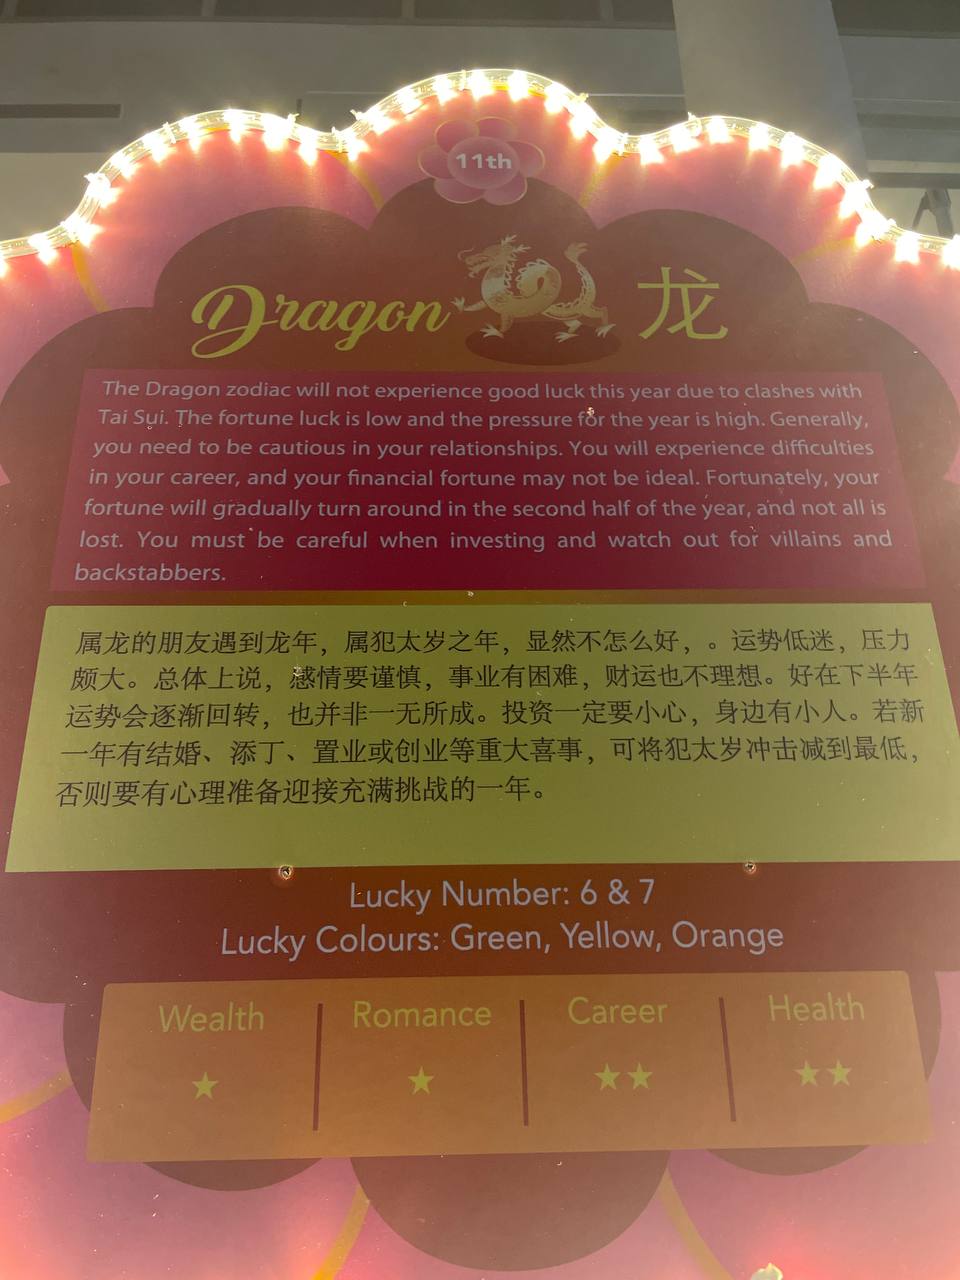 11th
Dragon 龙
The Dragon zodiac will not experience good luck this year due to clashes with
Tai Sui. The fortune luck is low and the pressure for the year is high. Generally,
you need to be cautious in your relationships. You will experience difficulties
in your career, and your financial fortune may not be ideal. Fortunately, your
fortune will gradually turn around in the second half of the year, and not all is
lost. You must be careful when investing and watch out for villains and
backstabbers.
属龙的朋友遇到龙年，属犯太岁之年，显然不怎么好，。运势低迷，压力
颇大。总体上说，感情要谨慎，事业有困难，财运也不理想。好在下半年
运势会逐渐回转，也并非一无所成。投资一定要小心，身边有小人。若新
一年有结婚、添丁、置业或创业等重大喜事，可将犯太岁冲击减到最低，
否则要有心理准备迎接充满挑战的一年。
Lucky Number: 6 & 7
Lucky Colours: Green, Yellow, Orange
Wealth Romance Career Health
★ ★ ★★ ★★